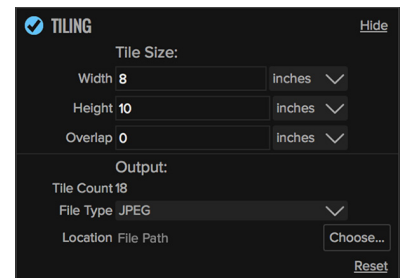 TILING Hide
Tile Size:
Width 8 inches
Height 10 inches
Overlap 0 inches
Output:
Tile Count 18
File Type JPEG
Location File Path Choose...
Reset